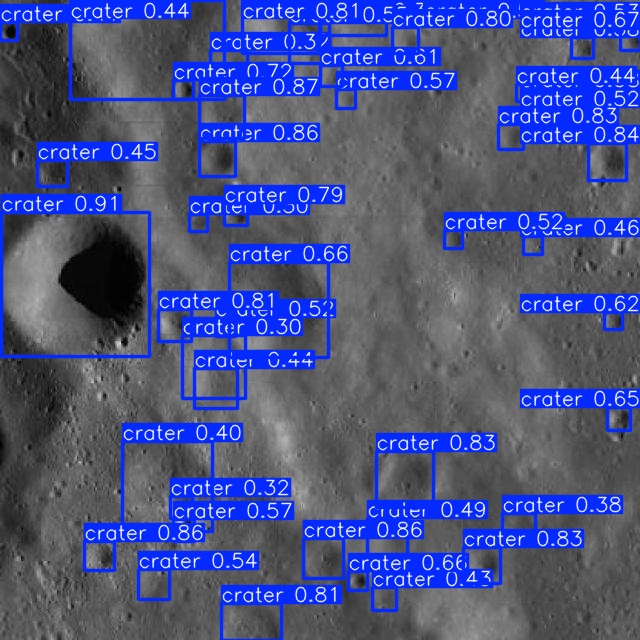 crater 0.44
crater 0.81
crater 0.80
crater 0.67
crater 0.32
crater 0.61
crater 0.72
crater 0.57
crater 0.44
crater 0.87
crater 0.52
crater 0.83
crater 0.86
crater 0.84
crater 0.45
crater 0.79
crater 0.91
crater 0.52
0.46
crater 0.66
crater 0.81
0.52
crater 0.62
crater 0.30
crater 0.44
crater 0.65
crater 0.40
crater 0.83
crater 0.32
crater 0.57
crater 0.49
crater 0.38
crater 0.86
crater 0.86
crater 0.83
crater 0.54
crater 0.66
crater 0.43
crater 0.81